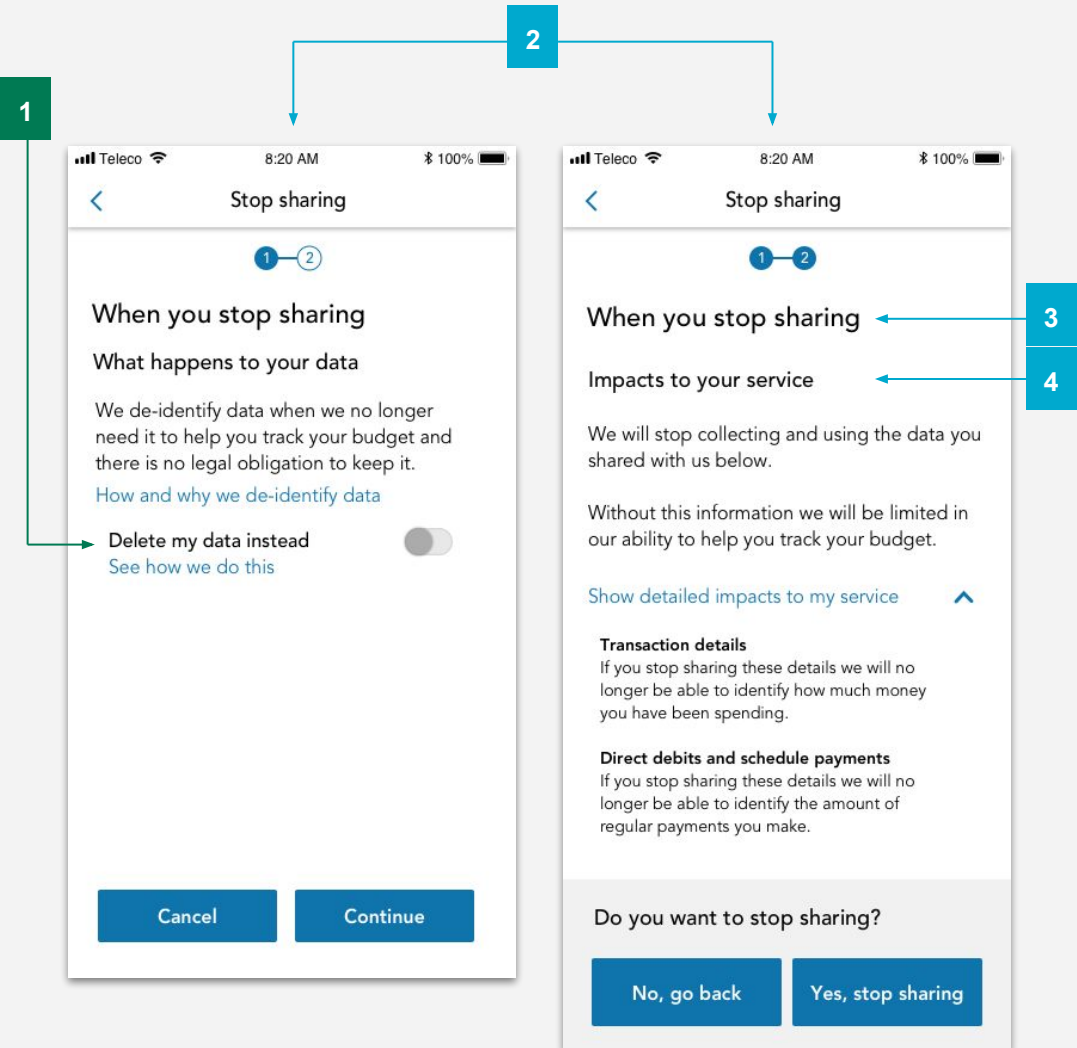 2
1
Teleco
8:20 AM
100%
Stop sharing
1
2
When you stop sharing
What happens to your data
We de-identify data when we no longer
need it to help you track your budget and
there is no legal obligation to keep it.
How and why we de-identify data
Delete my data instead
See how we do this
Cancel
Continue
Teleco
8:20 AM
100%
Stop sharing
1
2
When you stop sharing
3
Impacts to your service
4
We will stop collecting and using the data you
shared with us below.
Without this information we will be limited in
our ability to help you track your budget.
Show detailed impacts to my service
Transaction details
If you stop sharing these details we will no
longer be able to identify how much money
you have been spending.
Direct debits and schedule payments
If you stop sharing these details we will no
longer be able to identify the amount of
regular payments you make.
Do you want to stop sharing?
No, go back
Yes, stop sharing